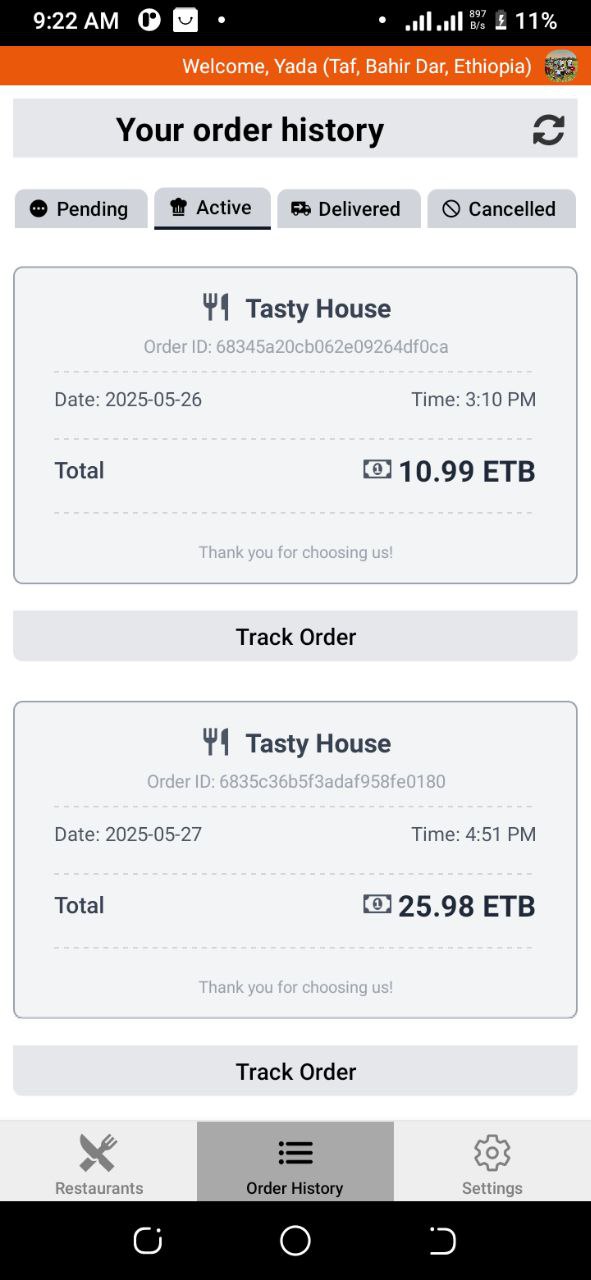 9:22 AM 897 B/s 11%
Welcome, Yada (Taf, Bahir Dar, Ethiopia)
Your order history
Pending Active Delivered Cancelled
Tasty House
Order ID: 68345a20cb062e09264df0ca
Date: 2025-05-26 Time: 3:10 PM
Total 10.99 ETB
Thank you for choosing us!
Track Order
Tasty House
Order ID: 6835c36b5f3adaf958fe0180
Date: 2025-05-27 Time: 4:51 PM
Total 25.98 ETB
Thank you for choosing us!
Track Order
Restaurants Order History Settings